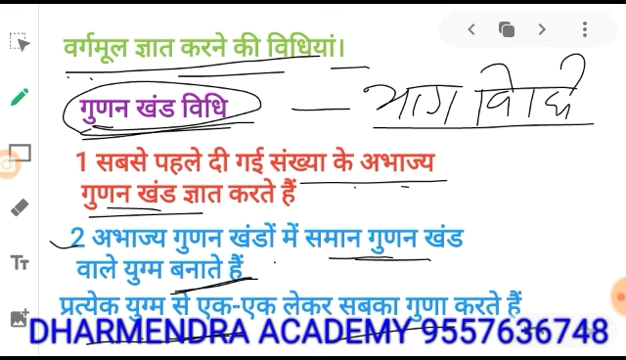 वर्गमूल ज्ञात करने की विधियां।
गुणन खंड विधि — भाग विधि
1 सबसे पहले दी गई संख्या के अभाज्य
गुणन खंड ज्ञात करते हैं
2 अभाज्य गुणन खंडों में समान गुणन खंड
वाले युग्म बनाते हैं
प्रत्येक युग्म से एक-एक लेकर सबका गुणा करते हैं
DHARMENDRA ACADEMY 9557636748
TT